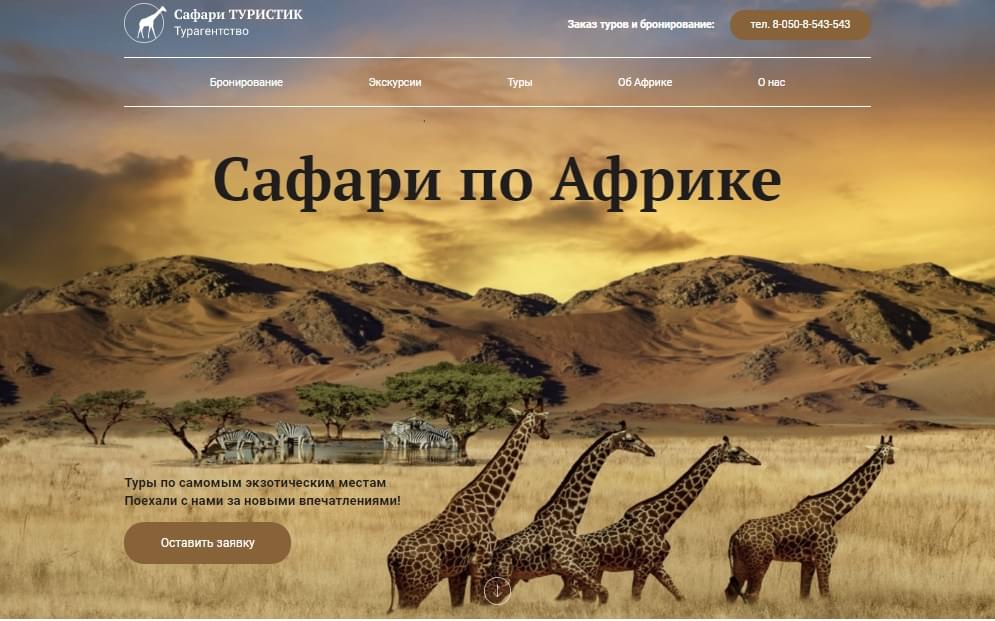 Сафари ТУРИСТИК
Турагентство
Заказ туров и бронирование:
тел. 8-050-8-543-543
Бронирование
Экскурсии
Туры
Об Африке
О нас
Сафари по Африке
Туры по самомым экзотическим местам
Поехали с нами за новыми впечатлениями!
Оставить заявку